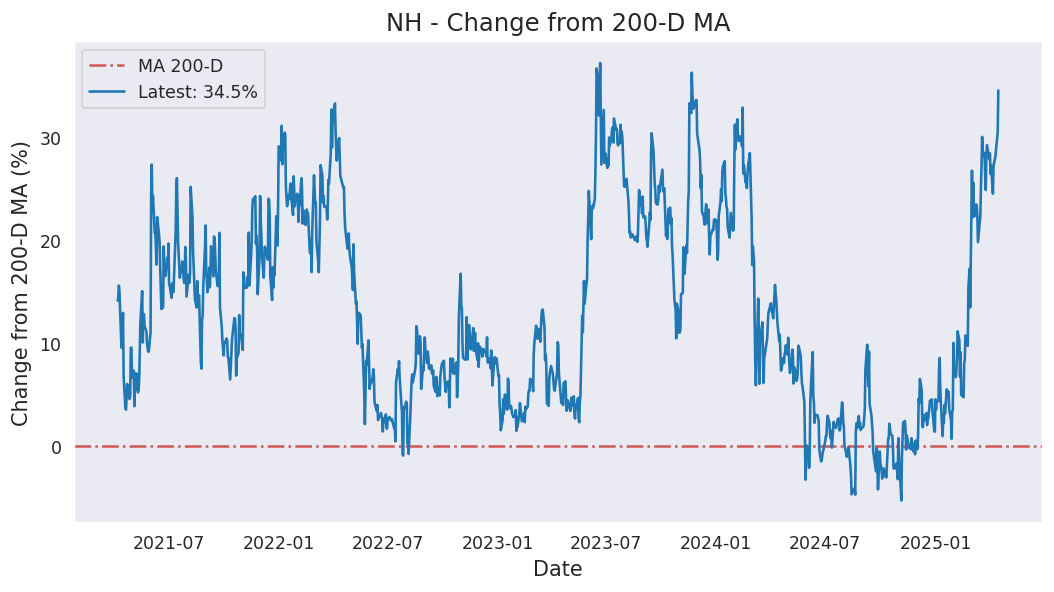 NH - Change from 200-D MA
MA 200-D
Latest: 34.5%
Change from 200-D MA (%)
30
20
10
0
2021-07
2022-01
2022-07
2023-01
2023-07
2024-01
2024-07
2025-01
Date